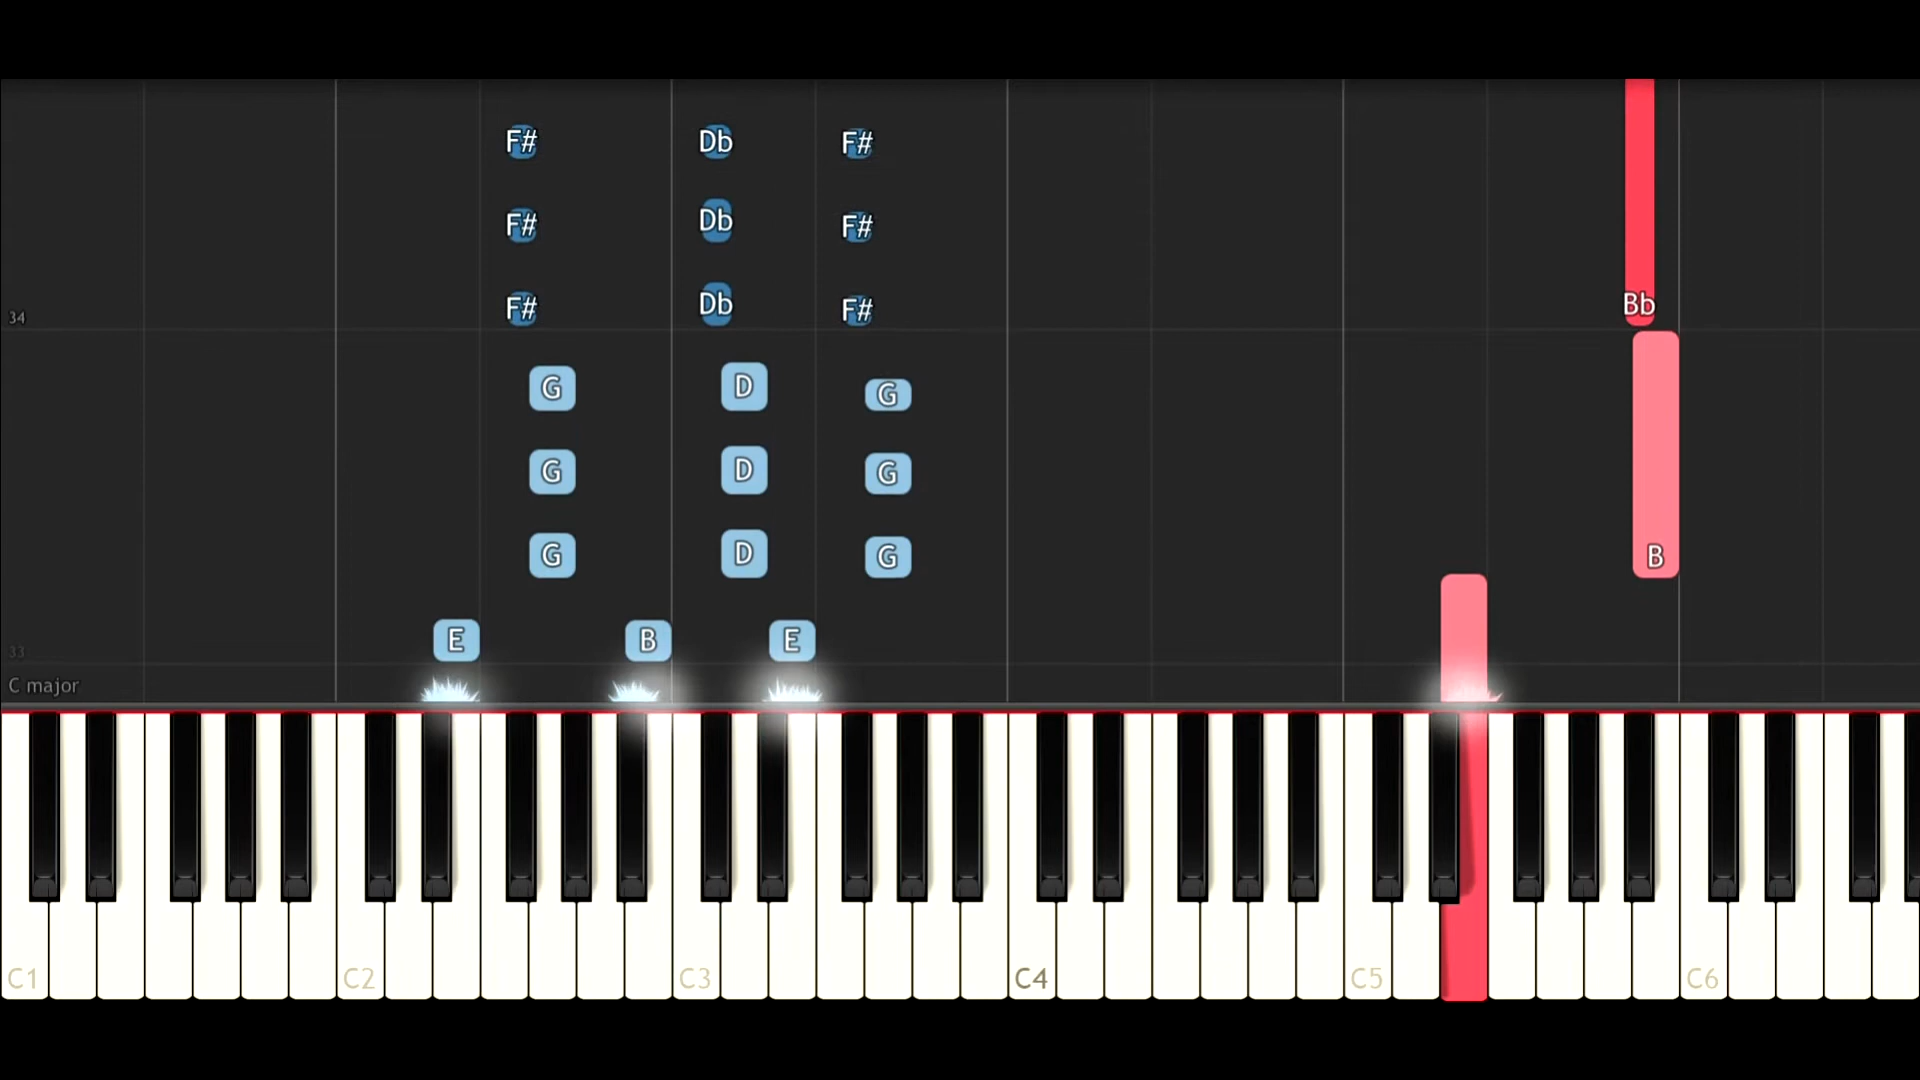 F# Db F#
F# Db F#
F# Db F# Bb
34
G D G
G D G
G D G B
E B E
33
C major
C1 C2 C3 C4 C5 C6